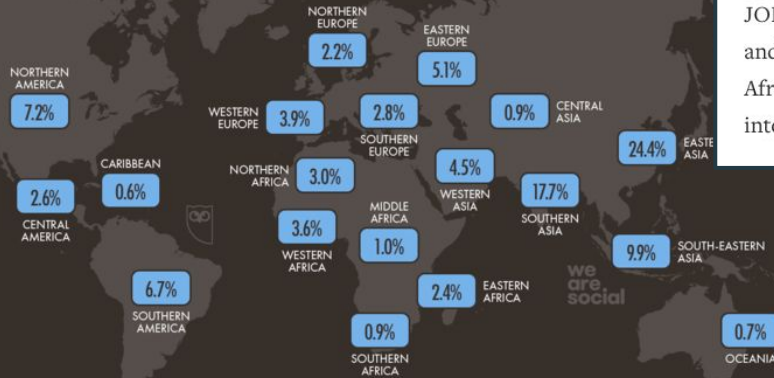 NORTHERN
EUROPE
2.2%
EASTERN
EUROPE
5.1%
NORTHERN
AMERICA
7.2%
WESTERN
EUROPE
3.9%
2.8%
SOUTHERN
EUROPE
0.9%
CENTRAL
ASIA
24.4%
ASIA
CARIBBEAN
0.6%
2.6%
CENTRAL
AMERICA
NORTHERN
AFRICA
3.0%
4.5%
WESTERN
ASIA
17.7%
SOUTHERN
ASIA
3.6%
WESTERN
AFRICA
MIDDLE
AFRICA
1.0%
9.9%
SOUTH-EASTERN
ASIA
6.7%
SOUTHERN
AMERICA
2.4%
EASTERN
AFRICA
we
are
social
0.9%
SOUTHERN
AFRICA
0.7%
OCEANIA
and